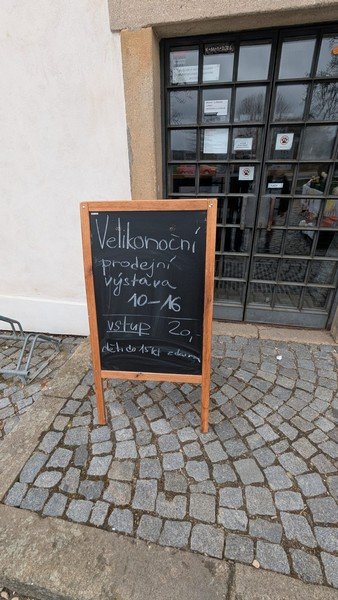 Velikonoční
prodejní
výstava
10-16
vstup 20,
děti do 15 let zdarma